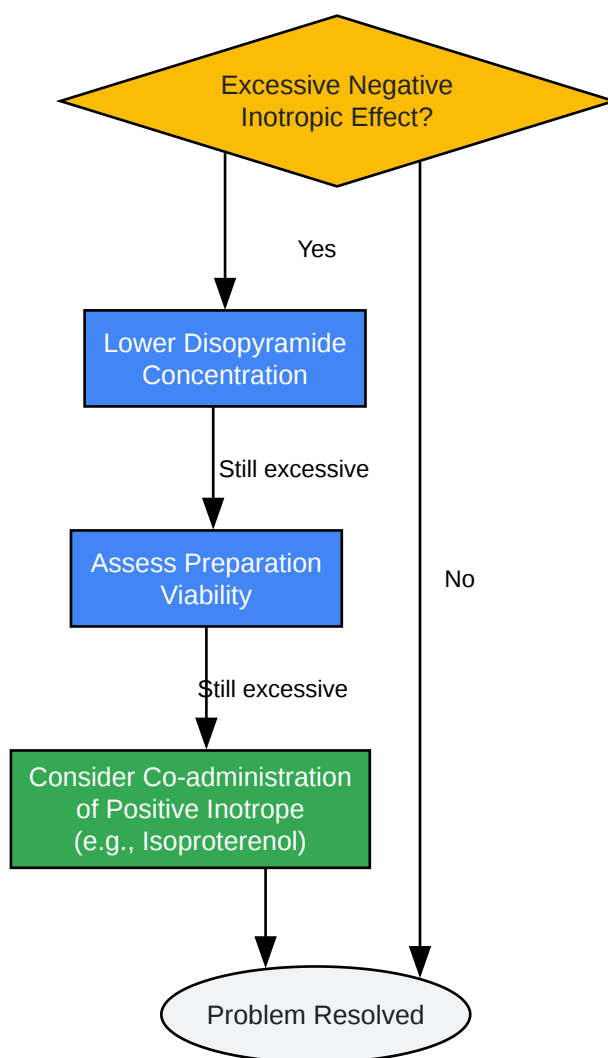 Excessive Negative
Inotropic Effect?
Yes
Lower Disopyramide
Concentration
Still excessive
Assess Preparation
Viability
No
Still excessive
Consider Co-administration
of Positive Inotrope
(e.g., Isoproterenol)
Problem Resolved